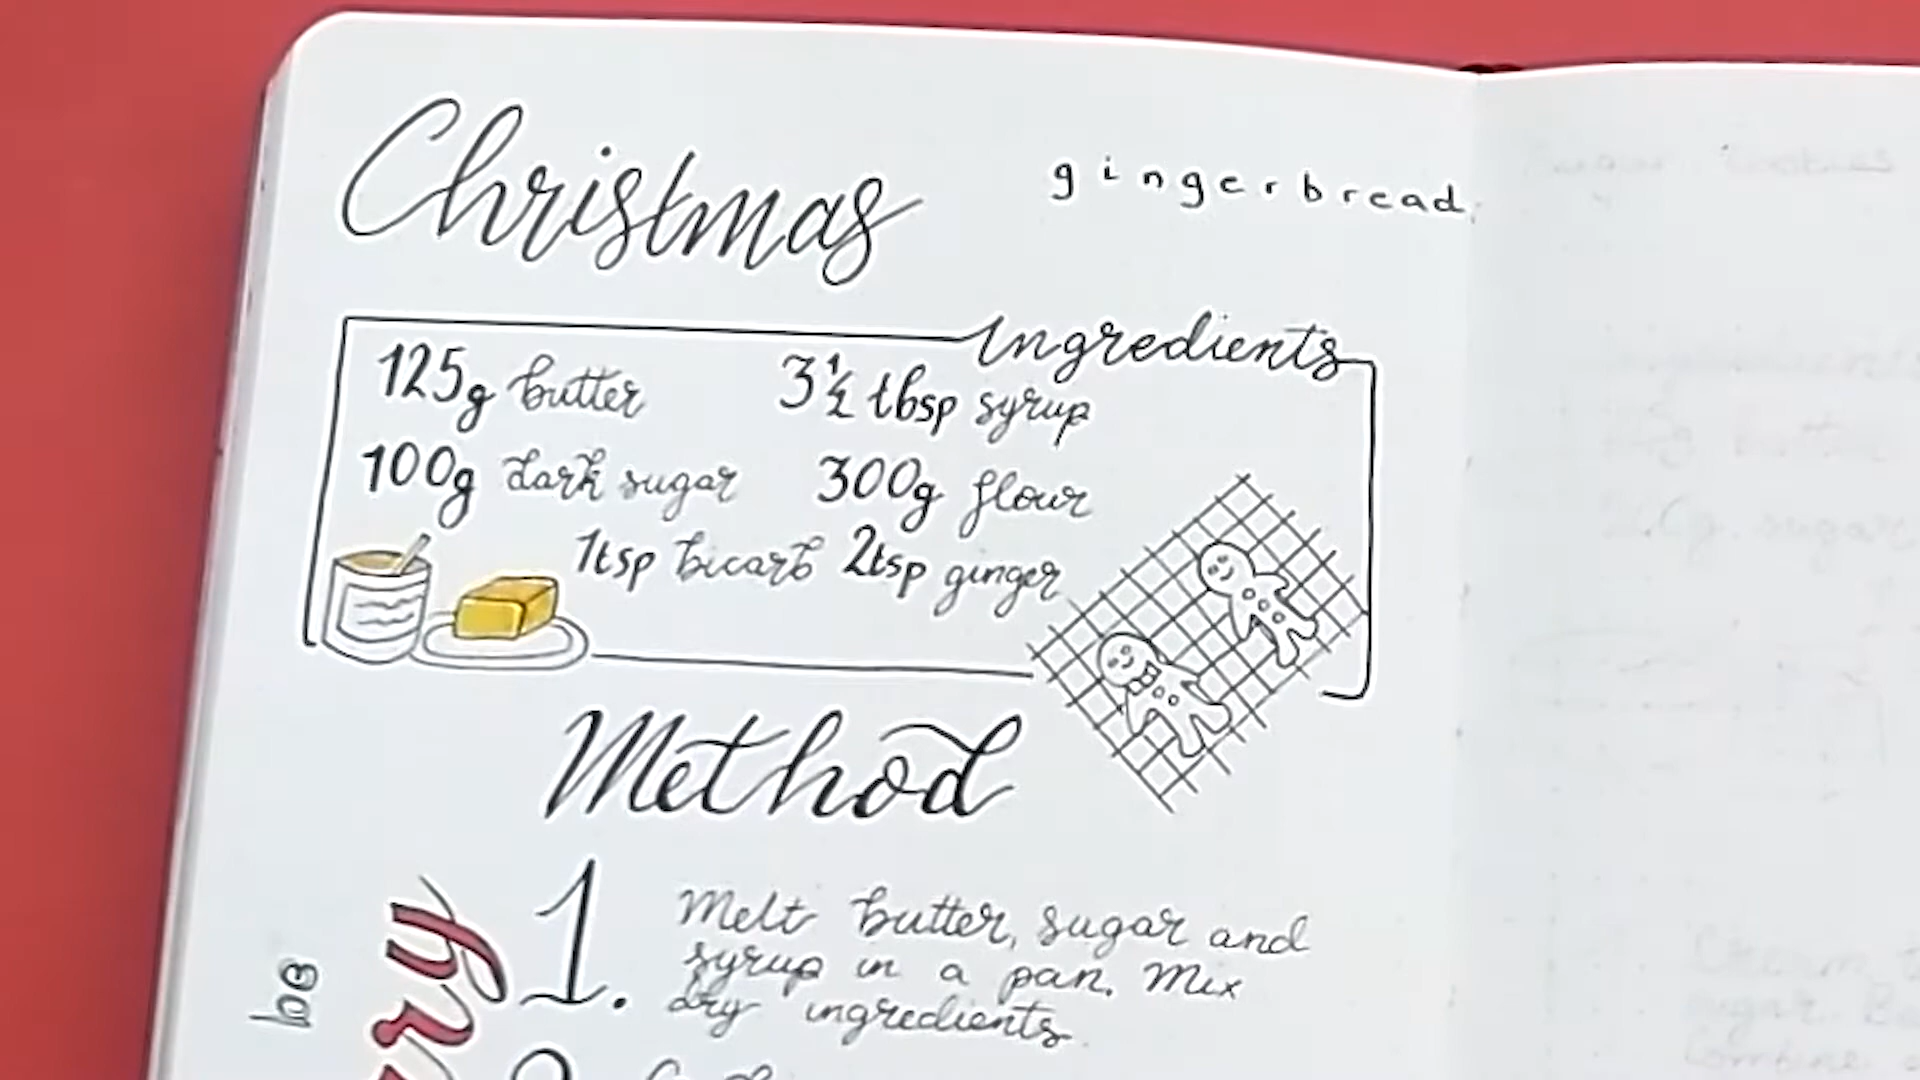 Christmas
gingerbread
Ingredients
125g butter 3½ tbsp syrup
100g dark sugar 300g flour
1tsp bicarb 2tsp ginger
Method
1. Melt butter, sugar and
syrup in a pan. Mix
dry ingredients